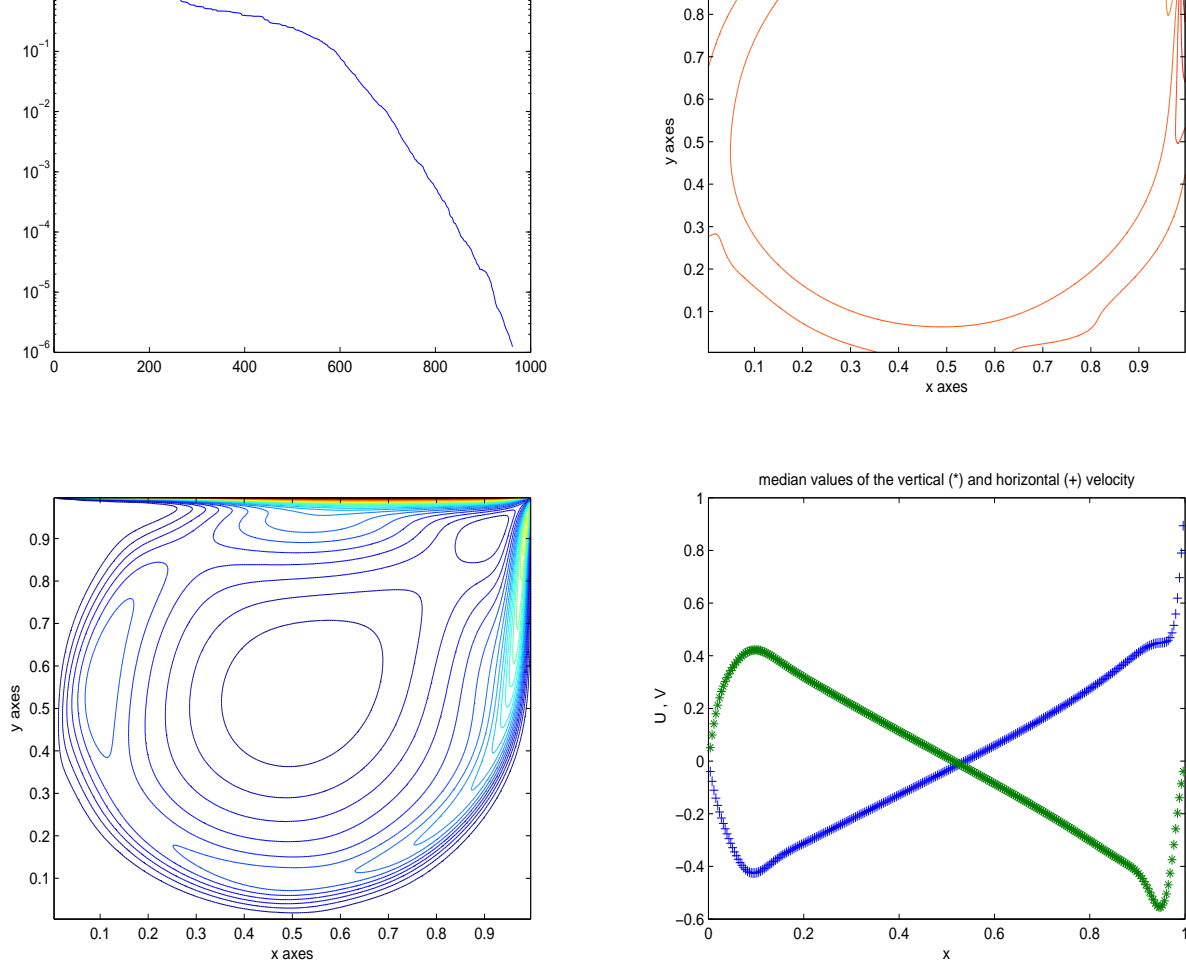 10^-1
10^-2
10^-3
10^-4
10^-5
10^-6
0 200 400 600 800 1000
y axes
0.8
0.7
0.6
0.5
0.4
0.3
0.2
0.1
0.1 0.2 0.3 0.4 0.5 0.6 0.7 0.8 0.9
x axes
y axes
0.9
0.8
0.7
0.6
0.5
0.4
0.3
0.2
0.1
0.1 0.2 0.3 0.4 0.5 0.6 0.7 0.8 0.9
x axes
median values of the vertical (*) and horizontal (+) velocity
U , V
1
0.8
0.6
0.4
0.2
0
−0.2
−0.4
−0.6
0 0.2 0.4 0.6 0.8 1
x